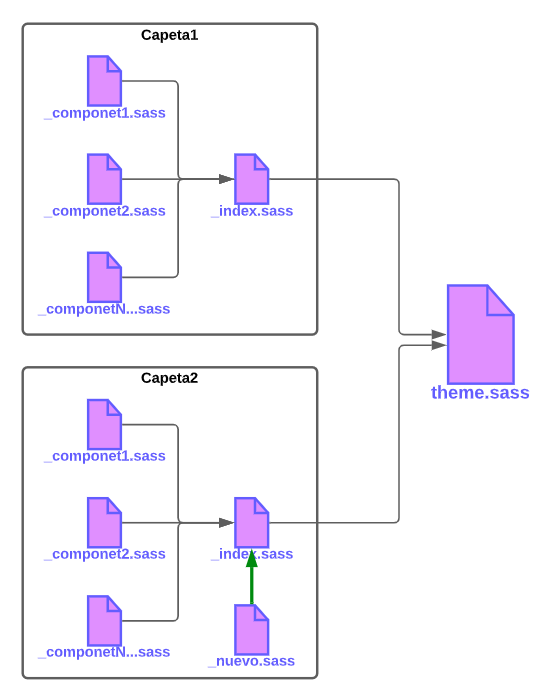 Capeta1
_componet1.sass
_componet2.sass
_index.sass
_componetN...sass
theme.sass
Capeta2
_componet1.sass
_componet2.sass
_index.sass
_componetN...sass
_nuevo.sass